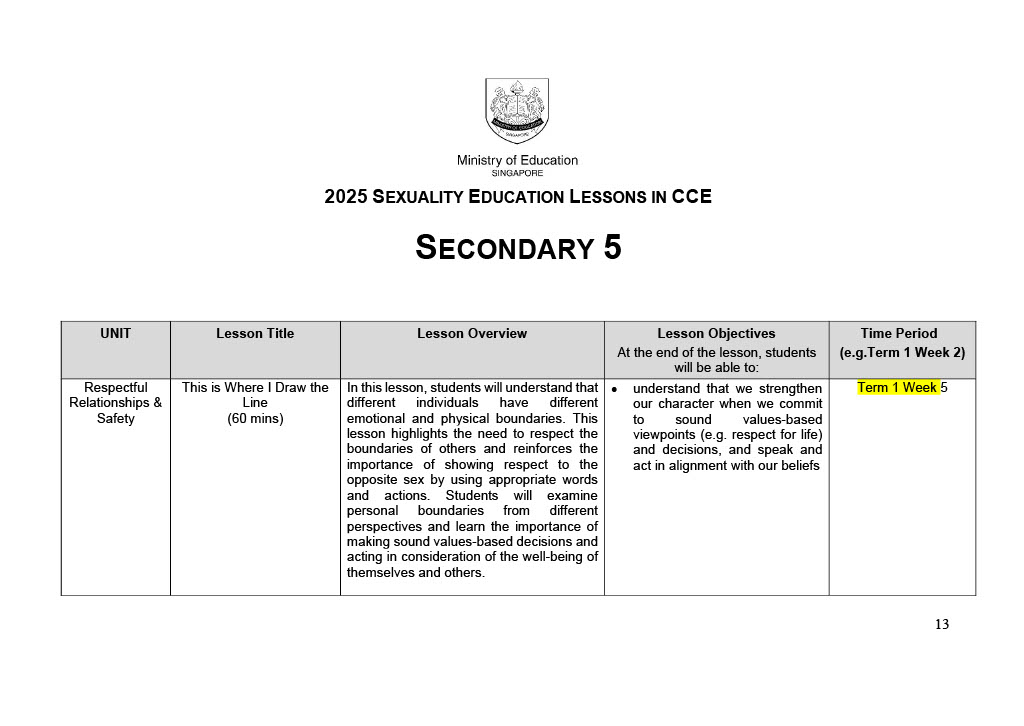 MINISTRY OF EDUCATION
SINGAPORE
Ministry of Education
SINGAPORE
2025 SEXUALITY EDUCATION LESSONS IN CCE
SECONDARY 5
UNIT
Lesson Title
Lesson Overview
Lesson Objectives
At the end of the lesson, students
will be able to:
Time Period
(e.g.Term 1 Week 2)
Respectful
Relationships &
Safety
This is Where I Draw the
Line
(60 mins)
In this lesson, students will understand that
different individuals have different
emotional and physical boundaries. This
lesson highlights the need to respect the
boundaries of others and reinforces the
importance of showing respect to the
opposite sex by using appropriate words
and actions. Students will examine
personal boundaries from different
perspectives and learn the importance of
making sound values-based decisions and
acting in consideration of the well-being of
themselves and others.
• understand that we strengthen
our character when we commit
to sound values-based
viewpoints (e.g. respect for life)
and decisions, and speak and
act in alignment with our beliefs
Term 1 Week 5
13